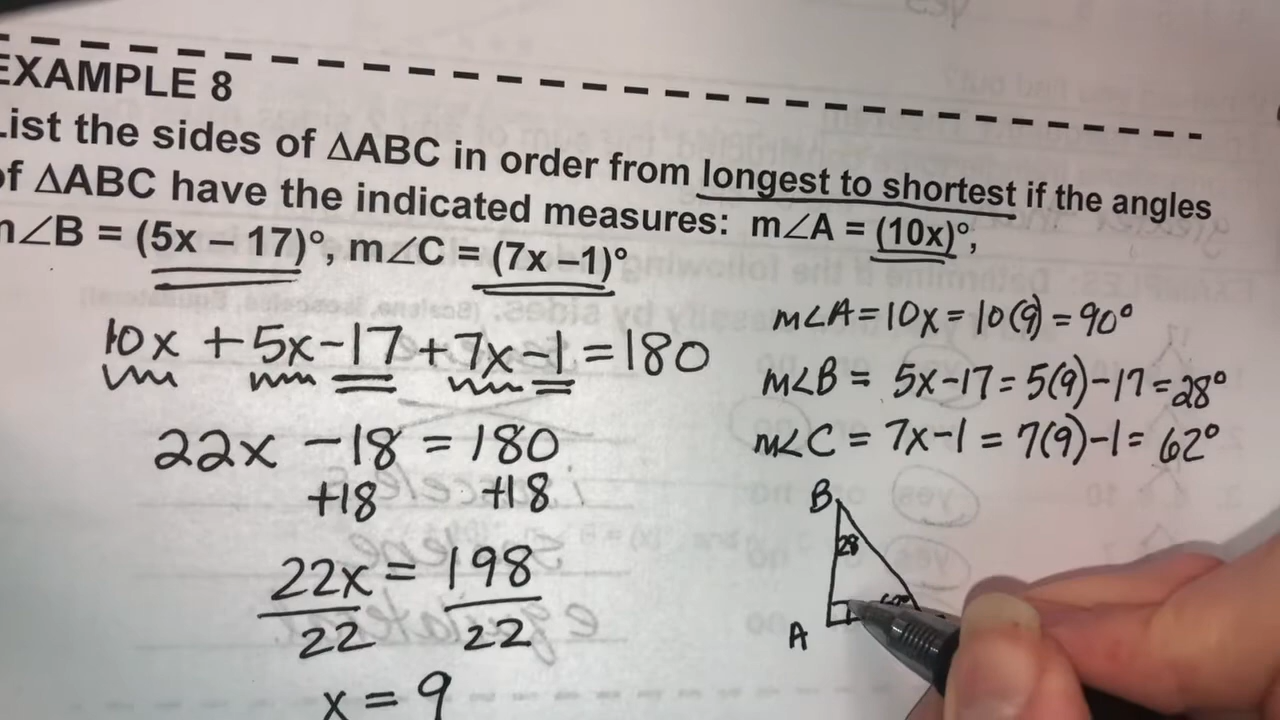 EXAMPLE 8
List the sides of ΔABC in order from longest to shortest if the angles
of ΔABC have the indicated measures: m∠A = (10x)°,
m∠B = (5x – 17)°, m∠C = (7x –1)°
10x + 5x - 17 + 7x - 1 = 180
22x - 18 = 180
+18 +18
22x = 198
22 22
x = 9
m∠A = 10x = 10(9) = 90°
m∠B = 5x-17 = 5(9)-17 = 28°
m∠C = 7x-1 = 7(9)-1 = 62°
B
28
A